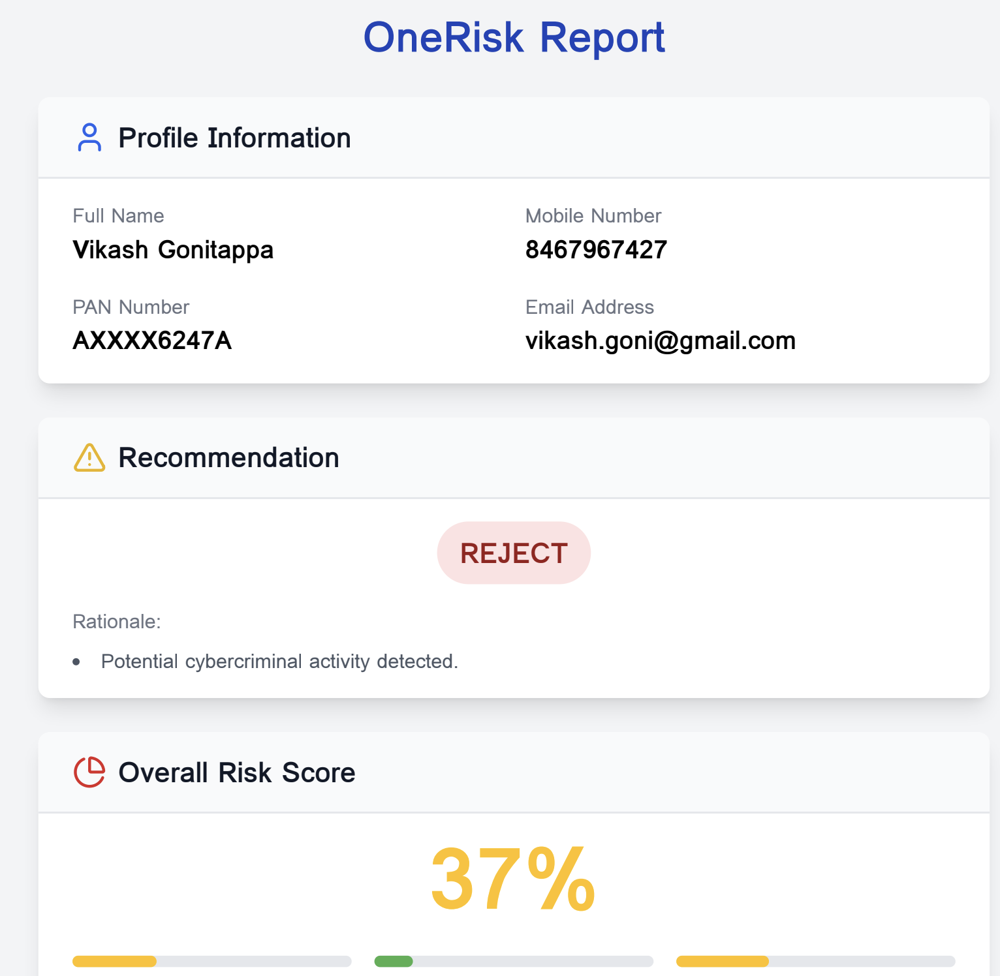 OneRisk Report
Profile Information
Full Name
Vikash Gonitappa
Mobile Number
8467967427
PAN Number
AXXXX6247A
Email Address
vikash.goni@gmail.com
Recommendation
REJECT
Rationale:
• Potential cybercriminal activity detected.
Overall Risk Score
37%